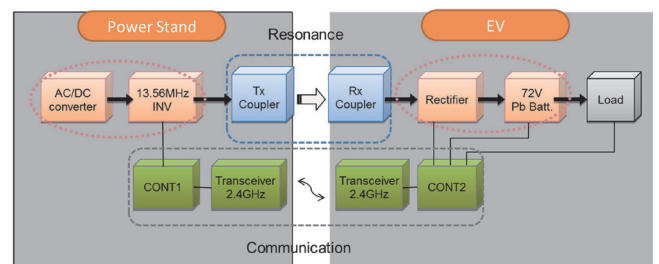 Power Stand
EV
Resonance
AC/DC
converter
13.56MHz
INV
Tx
Coupler
Rx
Coupler
Rectifier
72V
Pb Batt.
Load
CONT1
Transceiver
2.4GHz
Transceiver
2.4GHz
CONT2
Communication